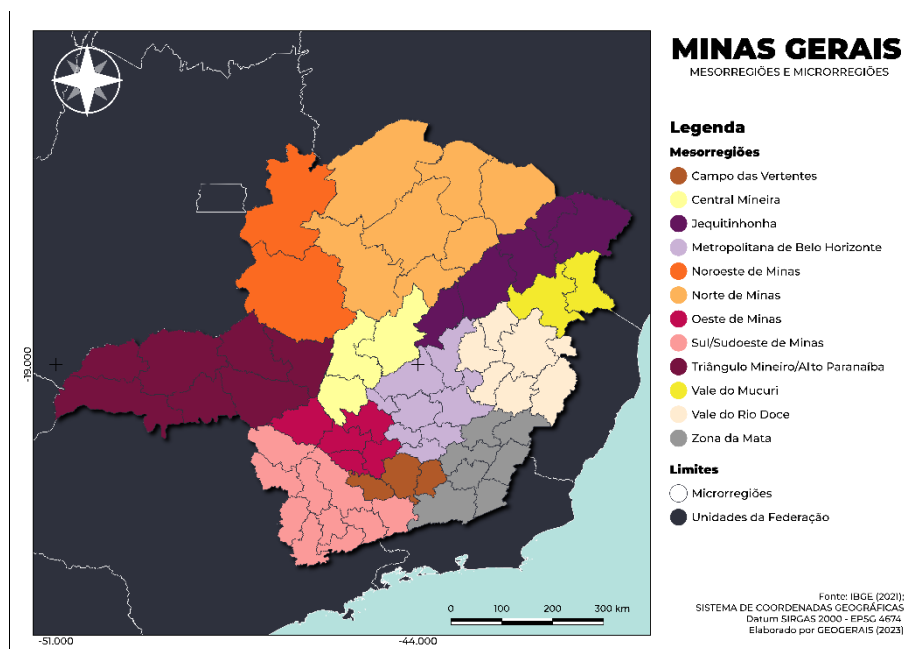 MINAS GERAIS
MESORREGIÕES E MICRORREGIÕES
Legenda
Mesorregiões
Campo das Vertentes
Central Mineira
Jequitinhonha
Metropolitana de Belo Horizonte
Noroeste de Minas
Norte de Minas
Oeste de Minas
Sul/Sudoeste de Minas
Triângulo Mineiro/Alto Paranaíba
Vale do Mucuri
Vale do Rio Doce
Zona da Mata
Limites
Microrregiões
Unidades da Federação
-19.000
0 100 200 300 km
-51.000 -44.000
Fonte: IBGE (2021);
SISTEMA DE COORDENADAS GEOGRÁFICAS
Datum SIRGAS 2000 - EPSG 4674
Elaborado por GEOGERAIS (2023)